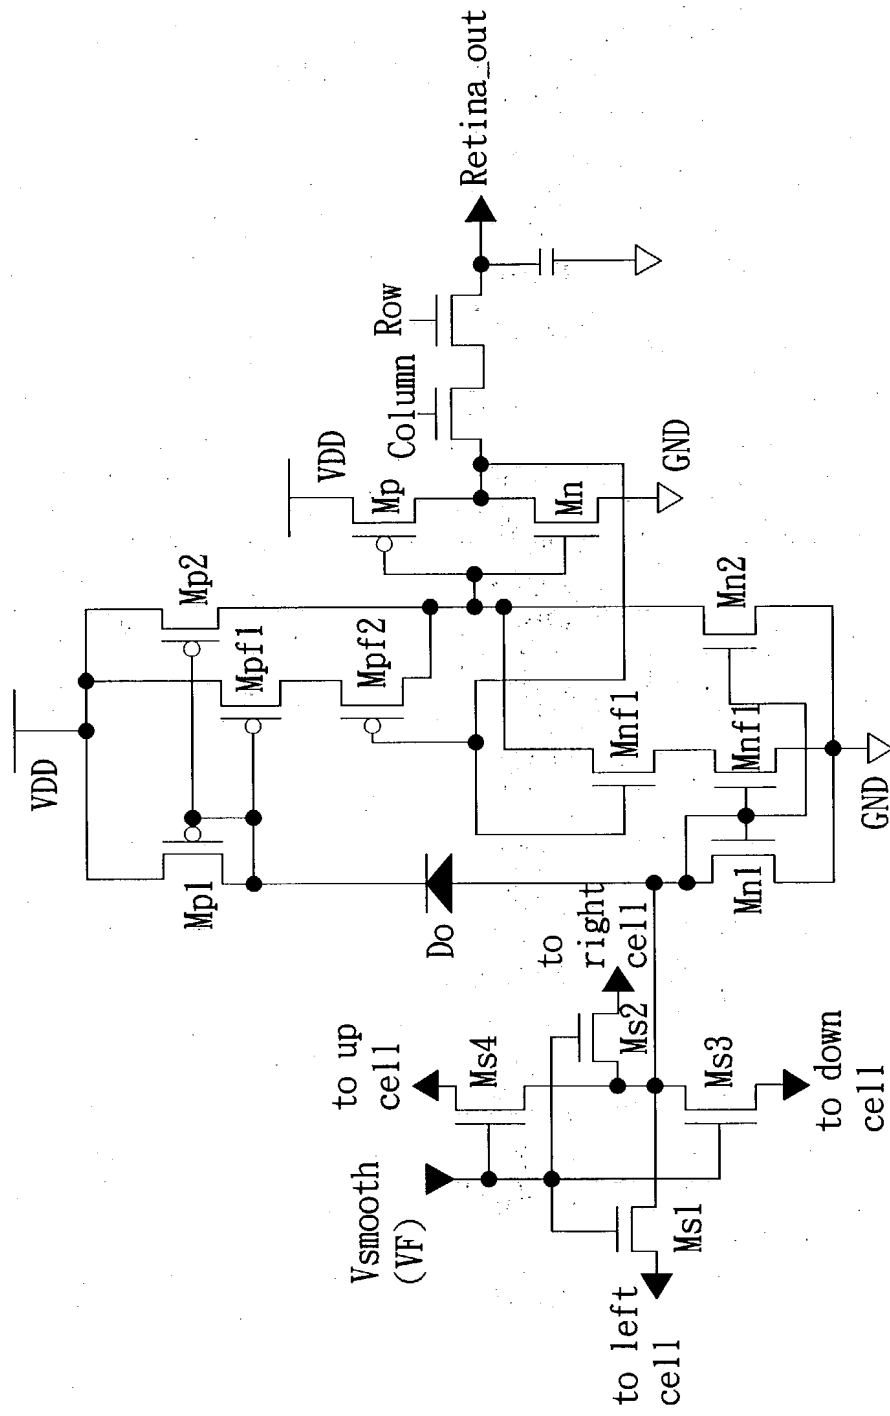 VDD
Mp1
Mp2
Mpf1
Mpf2
VDD
Mp
Mn
GND
Column
Row
Retina_out
Do
Mnf1
Mnf1
Mn1
Mn2
GND
to up
cell
Ms4
to
right
cell
Ms2
Vsmooth
(VF)
Ms1
Ms3
to left
cell
to down
cell